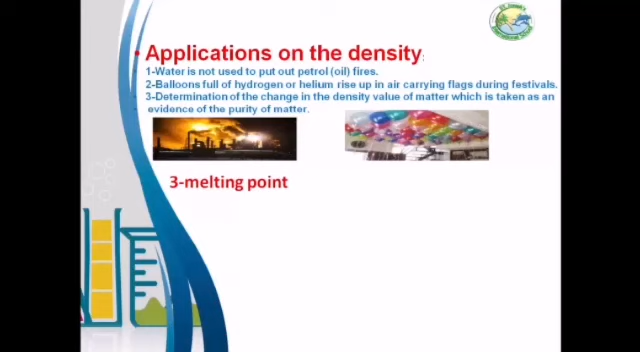 • Applications on the density:
1-Water is not used to put out petrol (oil) fires.
2-Balloons full of hydrogen or helium rise up in air carrying flags during festivals.
3-Determination of the change in the density value of matter which is taken as an
evidence of the purity of matter.
3-melting point